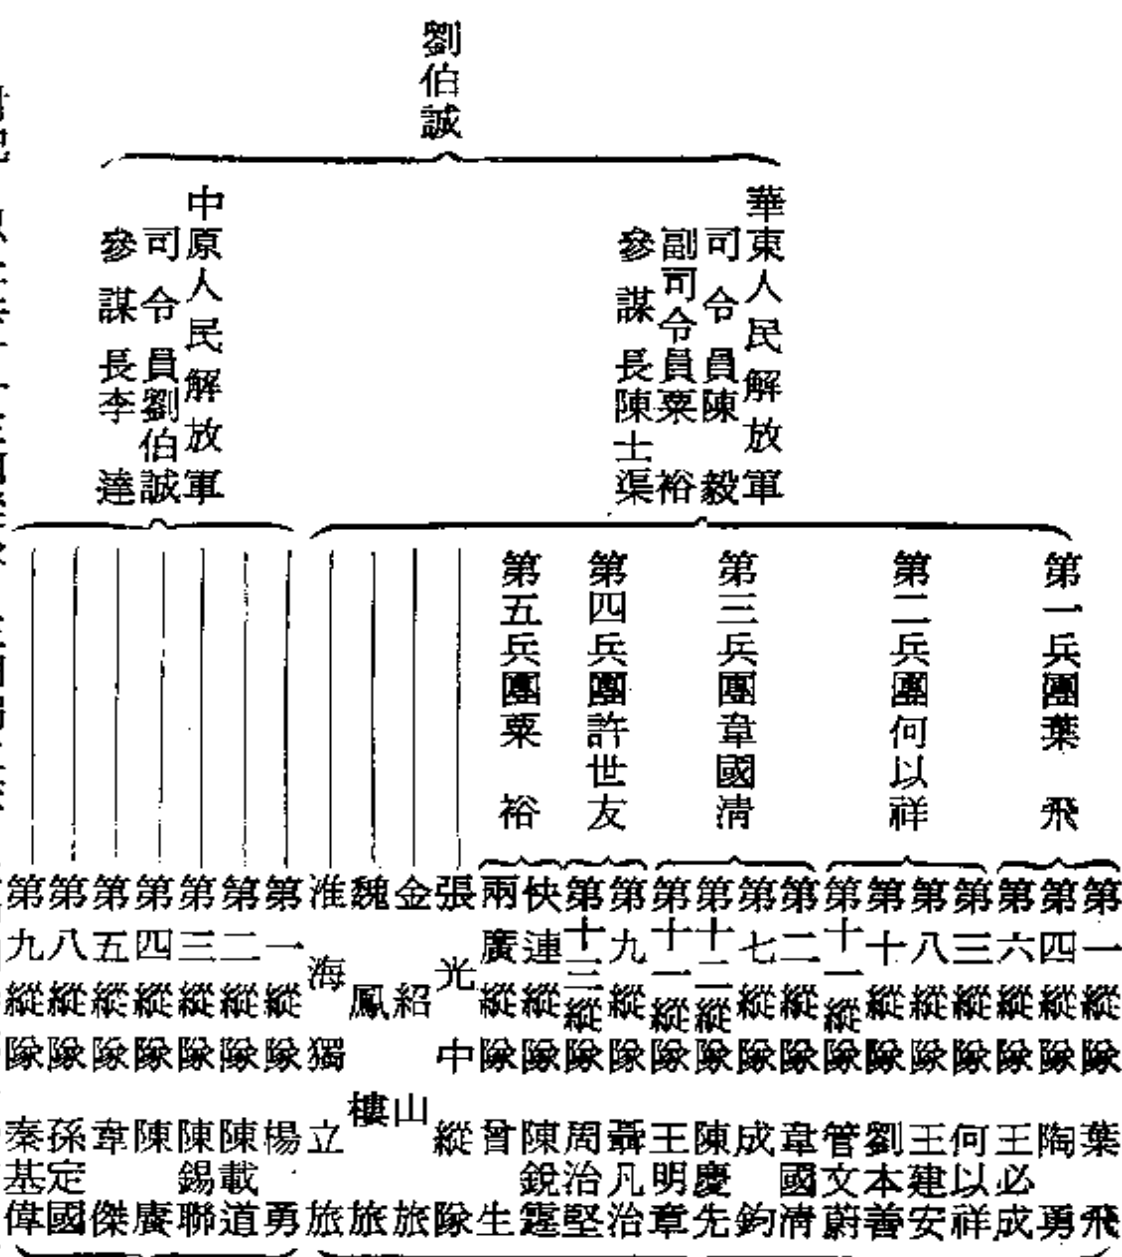 劉伯誠
華東人民解放軍
司令員陳毅
副司令員粟裕
參謀長陳士渠
中原人民解放軍
司令員劉伯誠
參謀長李達
第一兵團葉飛
第二兵團何以祥
第三兵團韋國清
第四兵團許世友
第五兵團粟裕
第一縱隊葉飛
第四縱隊陶勇
第六縱隊王必成
第三縱隊何以祥
第八縱隊王建安
第十縱隊劉本善
第十一縱隊管文蔚
第二縱隊韋國清
第七縱隊成鈞
第十二縱隊陳慶先
第十一縱隊王明章
第九縱隊聶凡治
第十三縱隊周治堅
快連縱隊陳銳霆
兩廣縱隊曾生
張光中縱隊
金紹山旅
魏鳳樓旅
淮海獨立旅
第一縱隊楊勇
第二縱隊陳載道
第三縱隊陳錫聯
第四縱隊陳賡
第五縱隊韋傑
第八縱隊孫定國
第九縱隊秦基偉